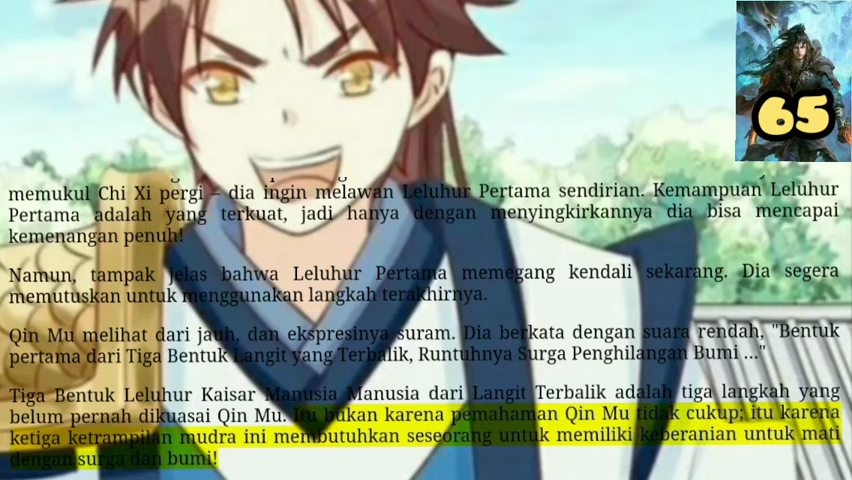 65
memukul Chi Xi pergi – dia ingin melawan Leluhur Pertama sendirian. Kemampuan Leluhur
Pertama adalah yang terkuat, jadi hanya dengan menyingkirkannya dia bisa mencapai
kemenangan penuh!
Namun, tampak jelas bahwa Leluhur Pertama memegang kendali sekarang. Dia segera
memutuskan untuk menggunakan langkah terakhirnya.
Qin Mu melihat dari jauh, dan ekspresinya suram. Dia berkata dengan suara rendah, "Bentuk
pertama dari Tiga Bentuk Langit yang Terbalik, Runtuhnya Surga Penghilangan Bumi ..."
Tiga Bentuk Leluhur Kaisar Manusia Manusia dari Langit Terbalik adalah tiga langkah yang
belum pernah dikuasai Qin Mu. Itu bukan karena pemahaman Qin Mu tidak cukup; itu karena
ketiga ketrampilan mudra ini membutuhkan seseorang untuk memiliki keberanian untuk mati
dengan surga dan bumi!